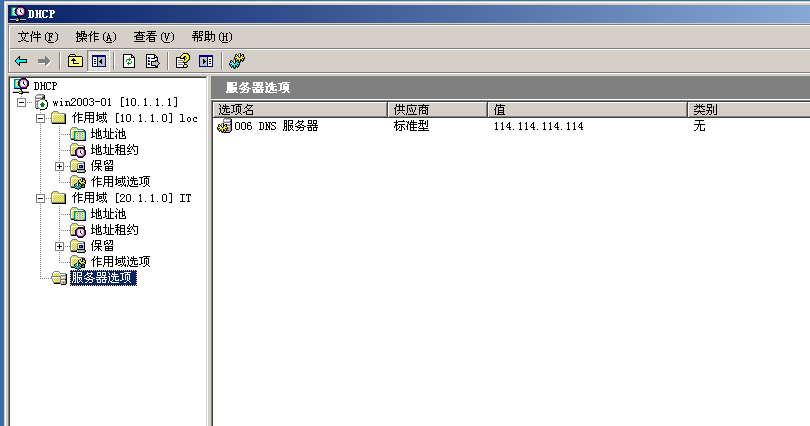 DHCP
文件(F) 操作(A) 查看(V) 帮助(H)
DHCP
win2003-01 [10.1.1.1]
作用域 [10.1.1.0] loc
地址池
地址租约
保留
作用域选项
作用域 [20.1.1.0] IT
地址池
地址租约
保留
作用域选项
服务器选项
服务器选项
选项名 供应商 值 类别
006 DNS 服务器 标准型 114.114.114.114 无